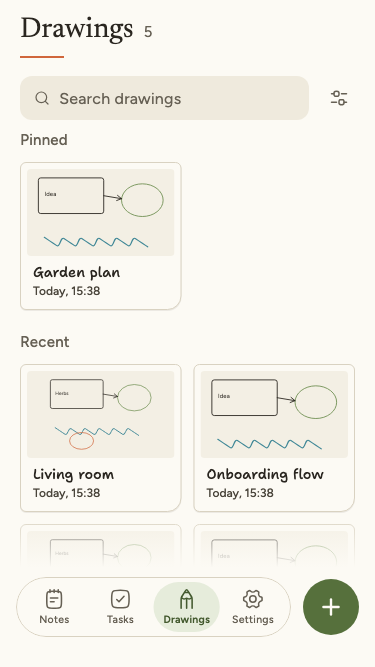 Drawings 5
Search drawings
Pinned
Idea
Garden plan
Today, 15:38
Recent
Herbs
Living room
Today, 15:38
Idea
Onboarding flow
Today, 15:38
Notes
Tasks
Drawings
Settings